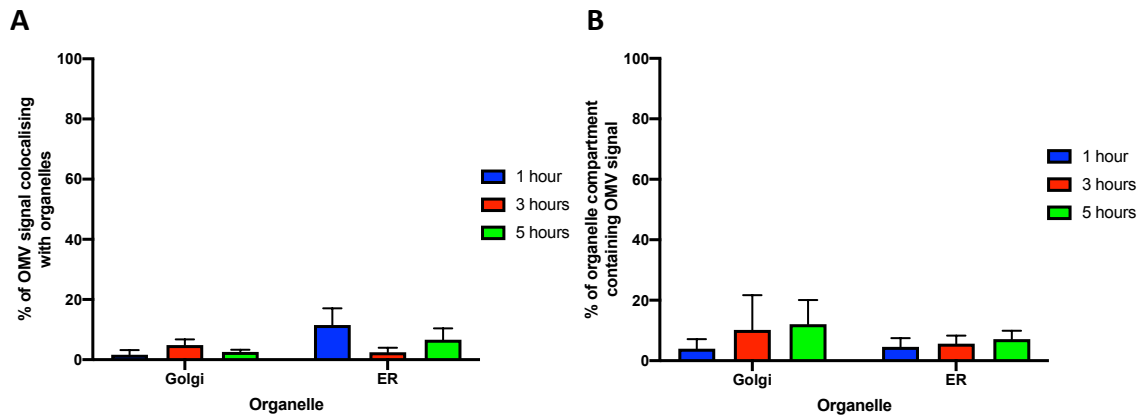 A
% of OMV signal colocalising
with organelles
100
80
60
40
20
0
Golgi
ER
Organelle
1 hour
3 hours
5 hours
B
% of organelle compartment
containing OMV signal
100
80
60
40
20
0
Golgi
ER
Organelle
1 hour
3 hours
5 hours